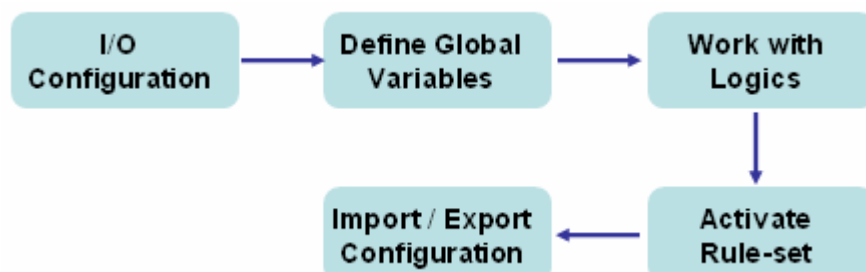 I/O
Configuration
Define Global
Variables
Work with
Logics
Activate
Rule-set
Import / Export
Configuration